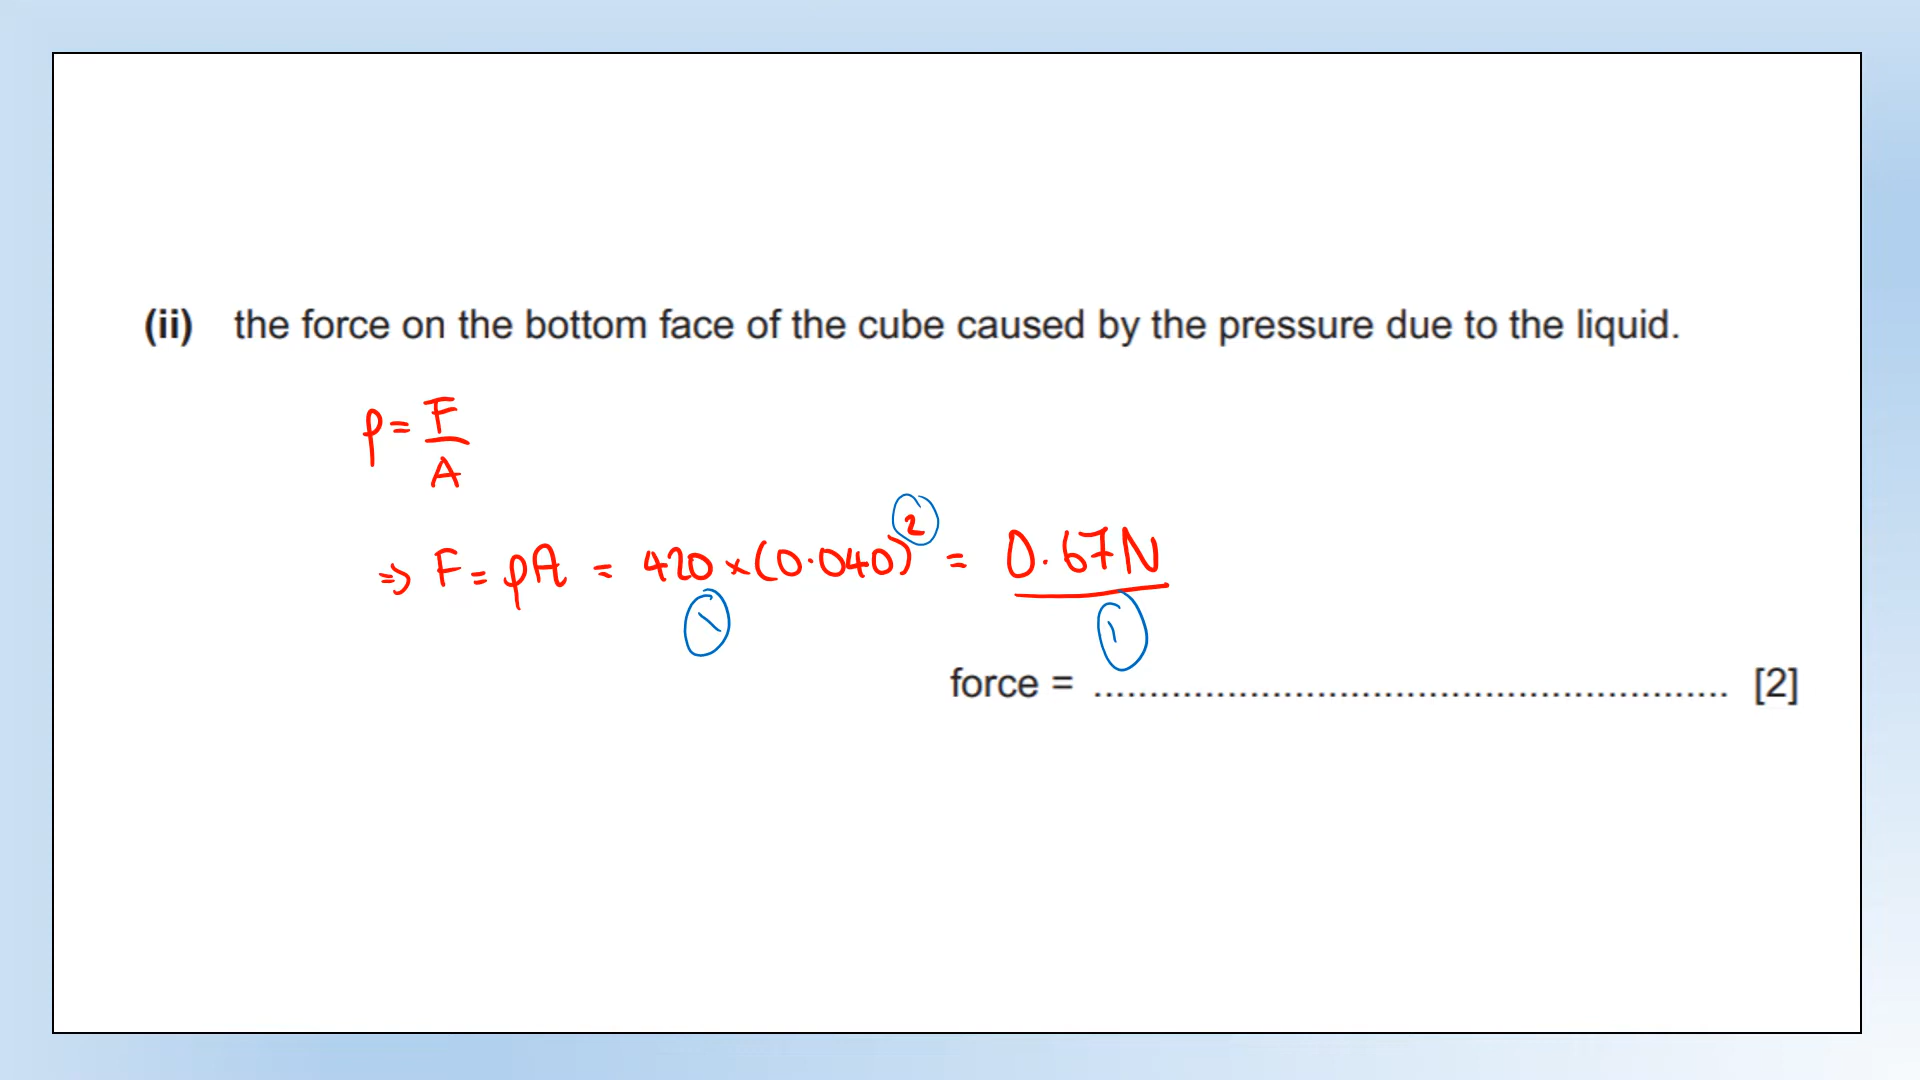 (ii) the force on the bottom face of the cube caused by the pressure due to the liquid.
p = F/A
⇒ F = pA = 420 × (0.040)² = 0.67N
① ①
force = .......................................................... [2]